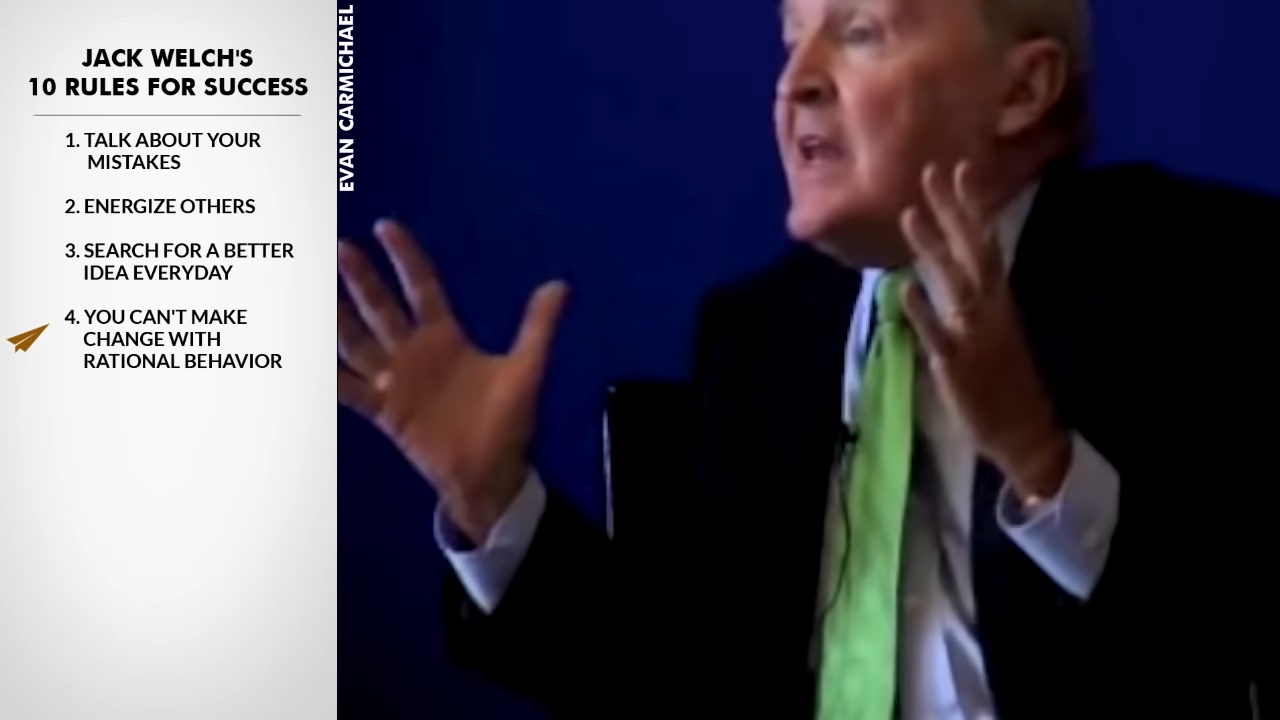 JACK WELCH'S
10 RULES FOR SUCCESS
1. TALK ABOUT YOUR
MISTAKES
2. ENERGIZE OTHERS
3. SEARCH FOR A BETTER
IDEA EVERYDAY
4. YOU CAN'T MAKE
CHANGE WITH
RATIONAL BEHAVIOR
EVAN CARMICHAEL